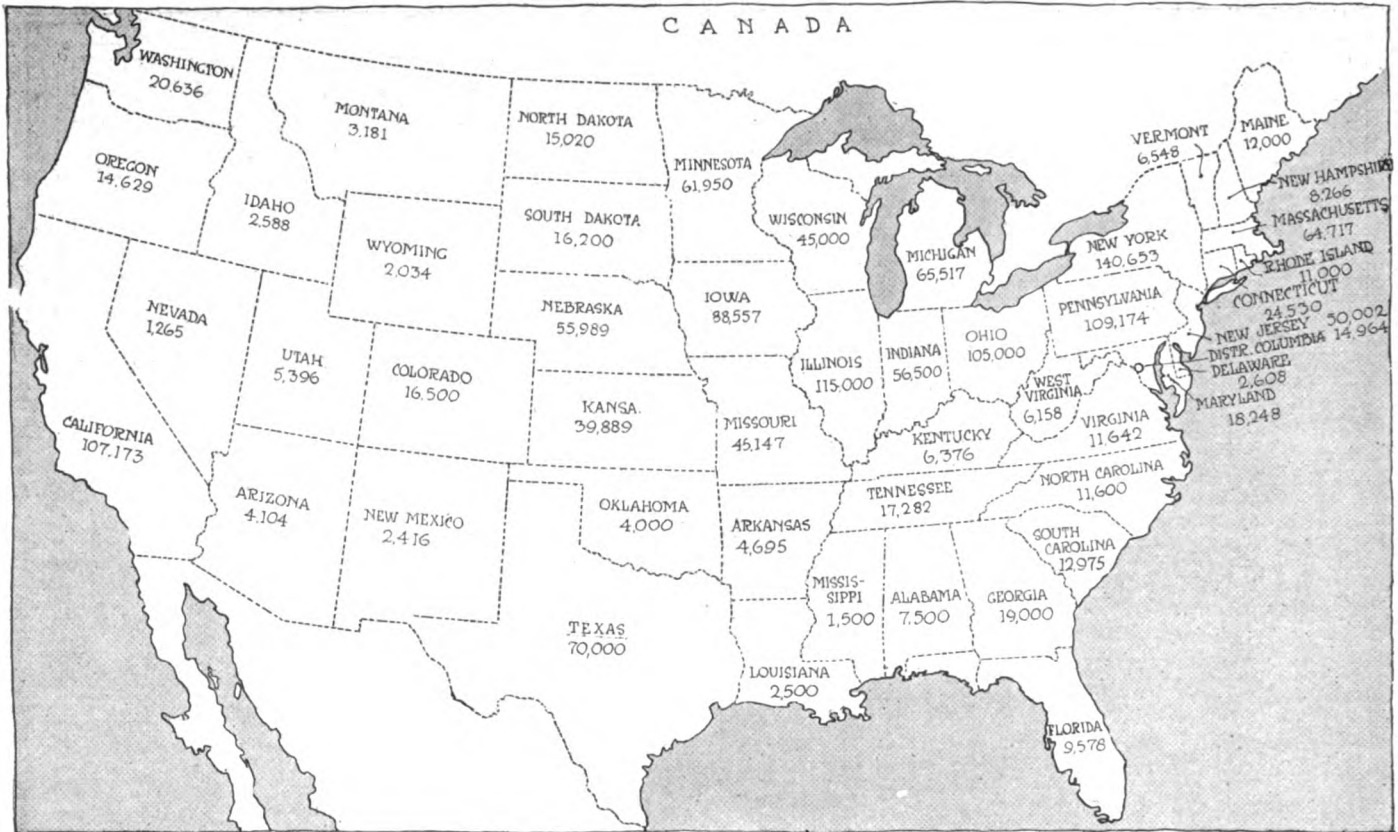 CANADA
WASHINGTON
20,636
OREGON
14,629
IDAHO
2,588
MONTANA
3,181
WYOMING
2,034
NEVADA
1,265
UTAH
5,396
COLORADO
16,500
CALIFORNIA
107,173
ARIZONA
4,104
NEW MEXICO
2,416
NORTH DAKOTA
15,020
SOUTH DAKOTA
16,200
NEBRASKA
55,989
KANSA.
39,889
OKLAHOMA
4,000
TEXAS
70,000
MINNESOTA
61,950
IOWA
88,557
MISSOURI
45,147
ARKANSAS
4,695
LOUISIANA
2,500
WISCONSIN
45,000
ILLINOIS
115,000
MICHIGAN
65,517
INDIANA
56,500
OHIO
105,000
KENTUCKY
6,376
TENNESSEE
17,282
MISSIS-
SIPPI
1,500
ALABAMA
7,500
GEORGIA
19,000
FLORIDA
9,578
SOUTH
CAROLINA
12,975
NORTH CAROLINA
11,600
VIRGINIA
11,642
WEST
VIRGINIA
6,158
PENNSYLVANIA
109,174
NEW YORK
140,653
VERMONT
6,548
MAINE
12,000
NEW HAMPSHIRE
8,266
MASSACHUSETTS
64,717
RHODE ISLAND
11,000
CONNECTICUT
24,530
NEW JERSEY 30,002
DISTR. COLUMBIA 14,964
DELAWARE
2,608
MARYLAND
18,248